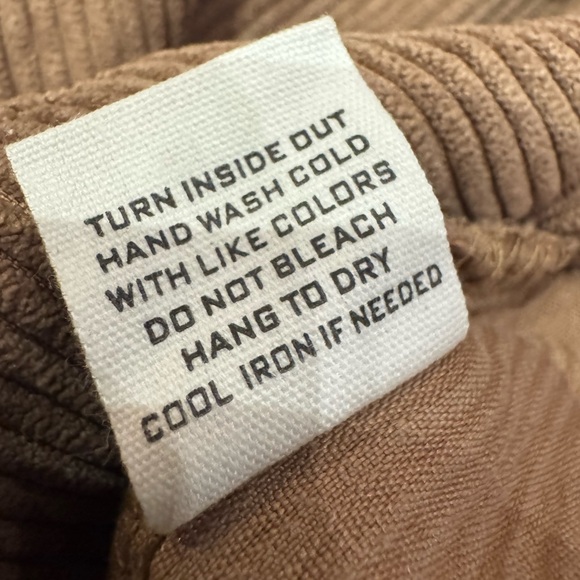 TURN INSIDE OUT
HAND WASH COLD
WITH LIKE COLORS
DO NOT BLEACH
HANG TO DRY
COOL IRON IF NEEDED